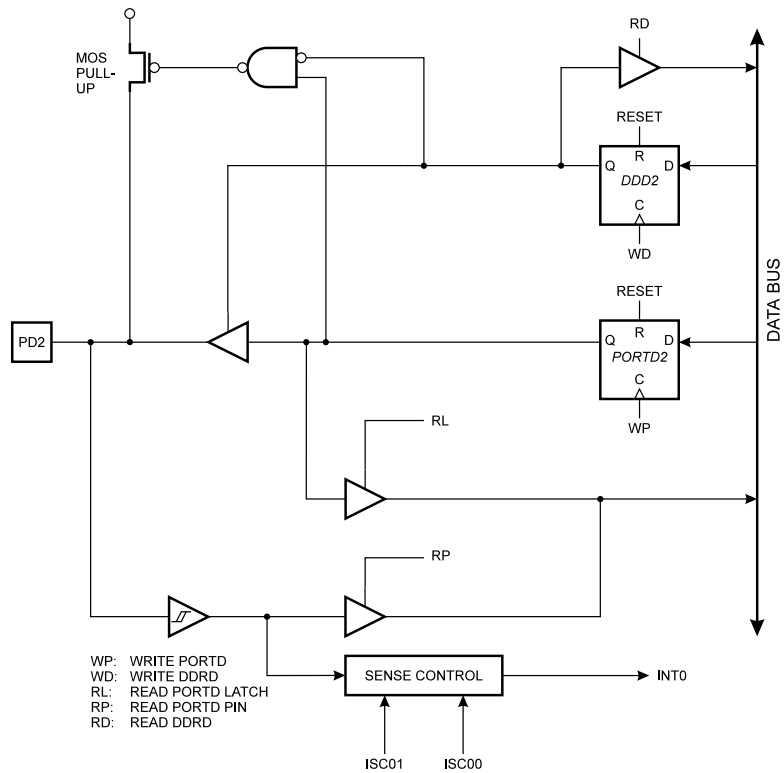 RD
MOS
PULL-
UP
RESET
R
Q
D
DDD2
C
WD
DATA BUS
RESET
R
Q
D
PD2
PORTD2
C
WP
RL
RP
WP: WRITE PORTD
WD: WRITE DDRD
RL: READ PORTD LATCH
RP: READ PORTD PIN
RD: READ DDRD
SENSE CONTROL
INT0
ISC01
ISC00